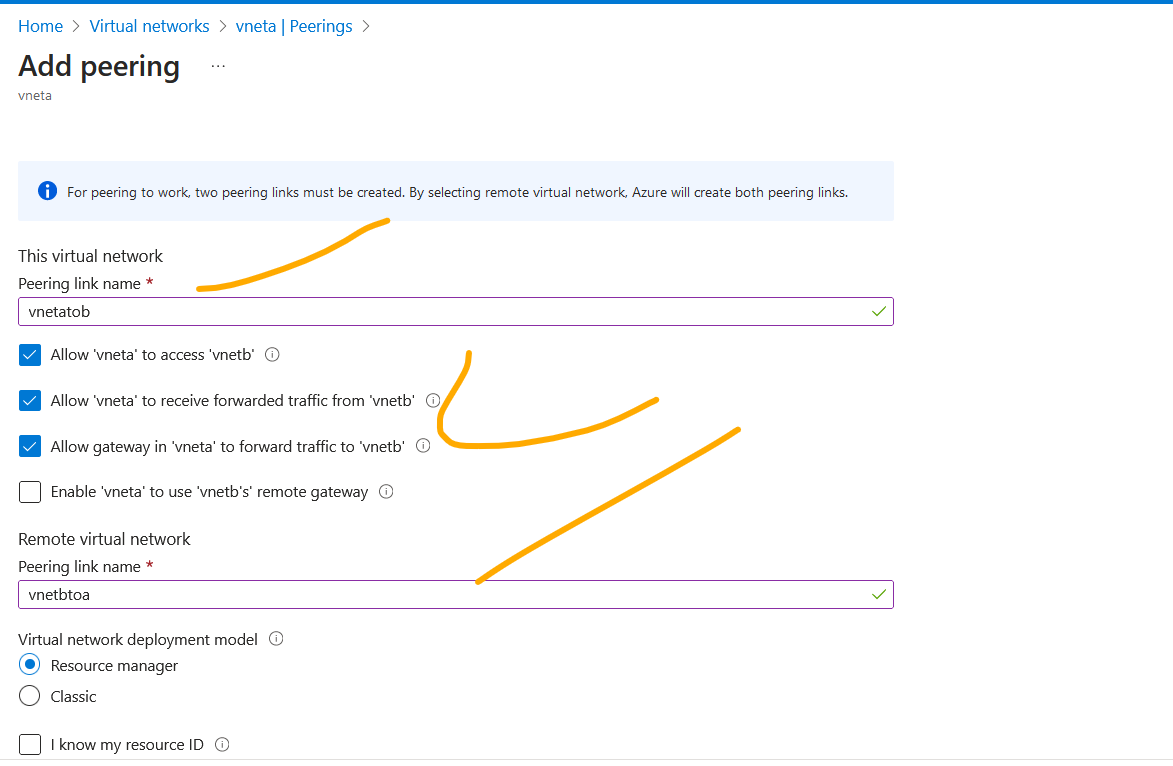 Home > Virtual networks > vneta | Peerings >
Add peering ...
vneta
For peering to work, two peering links must be created. By selecting remote virtual network, Azure will create both peering links.
This virtual network
Peering link name *
vnetatob
Allow 'vneta' to access 'vnetb'
Allow 'vneta' to receive forwarded traffic from 'vnetb'
Allow gateway in 'vneta' to forward traffic to 'vnetb'
Enable 'vneta' to use 'vnetb's' remote gateway
Remote virtual network
Peering link name *
vnetbtoa
Virtual network deployment model
Resource manager
Classic
I know my resource ID